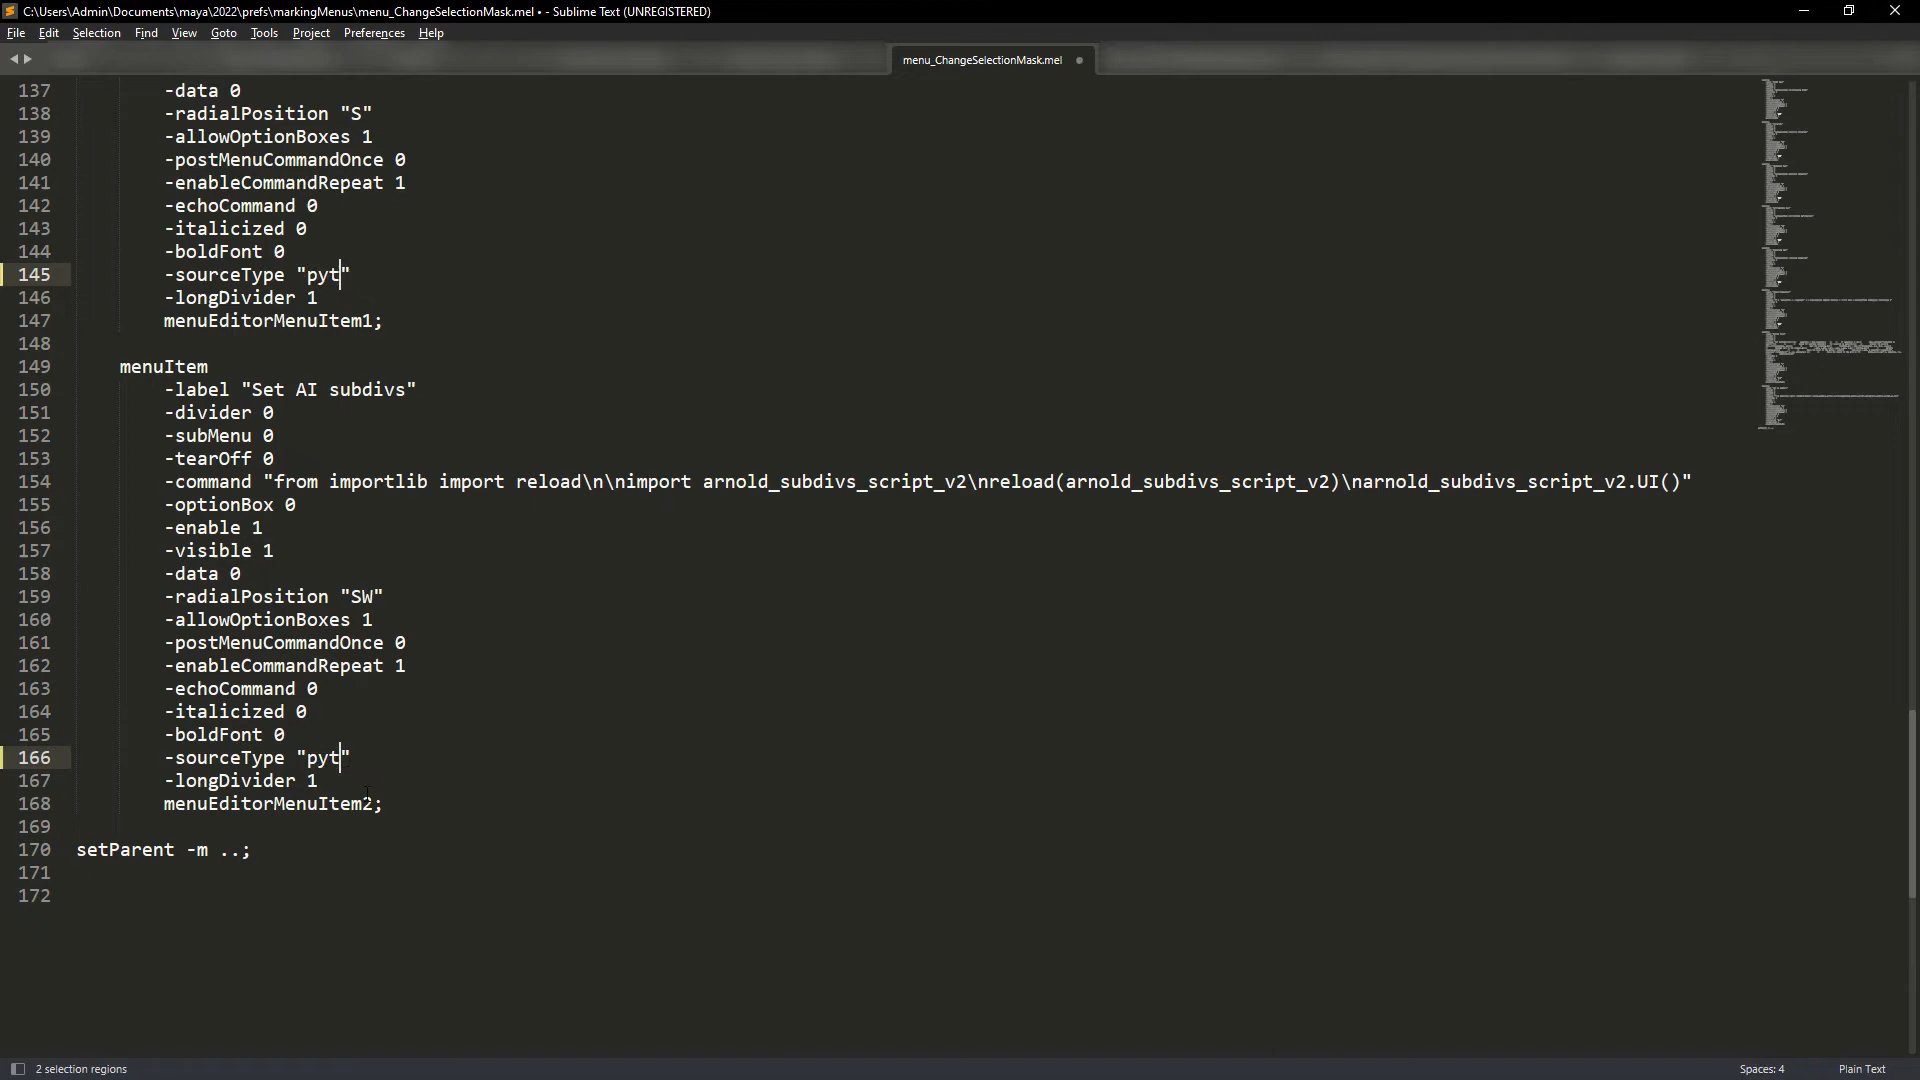 C:\Users\Admin\Documents\maya\2022\prefs\markingMenus\menu_ChangeSelectionMask.mel • - Sublime Text (UNREGISTERED)
File Edit Selection Find View Goto Tools Project Preferences Help
menu_ChangeSelectionMask.mel
137 -data 0
138 -radialPosition "S"
139 -allowOptionBoxes 1
140 -postMenuCommandOnce 0
141 -enableCommandRepeat 1
142 -echoCommand 0
143 -italicized 0
144 -boldFont 0
145 -sourceType "pyt"
146 -longDivider 1
147 menuEditorMenuItem1;
148
149 menuItem
150 -label "Set AI subdivs"
151 -divider 0
152 -subMenu 0
153 -tearOff 0
154 -command "from importlib import reload\n\nimport arnold_subdivs_script_v2\nreload(arnold_subdivs_script_v2)\narnold_subdivs_script_v2.UI()"
155 -optionBox 0
156 -enable 1
157 -visible 1
158 -data 0
159 -radialPosition "SW"
160 -allowOptionBoxes 1
161 -postMenuCommandOnce 0
162 -enableCommandRepeat 1
163 -echoCommand 0
164 -italicized 0
165 -boldFont 0
166 -sourceType "pyt"
167 -longDivider 1
168 menuEditorMenuItem2;
169
170 setParent -m ..;
171
172
2 selection regions Spaces: 4 Plain Text